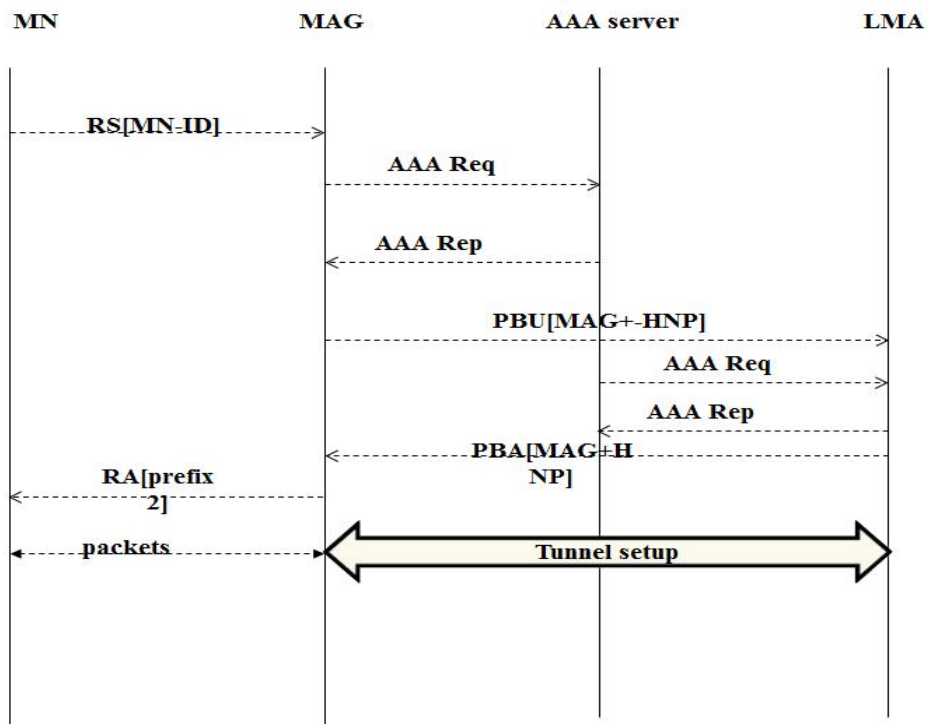 MN MAG AAA server LMA
RS[MN-ID]
AAA Req
AAA Rep
PBU[MAG+-HNP]
AAA Req
AAA Rep
PBA[MAG+H
NP]
RA[prefix
2]
packets
Tunnel setup